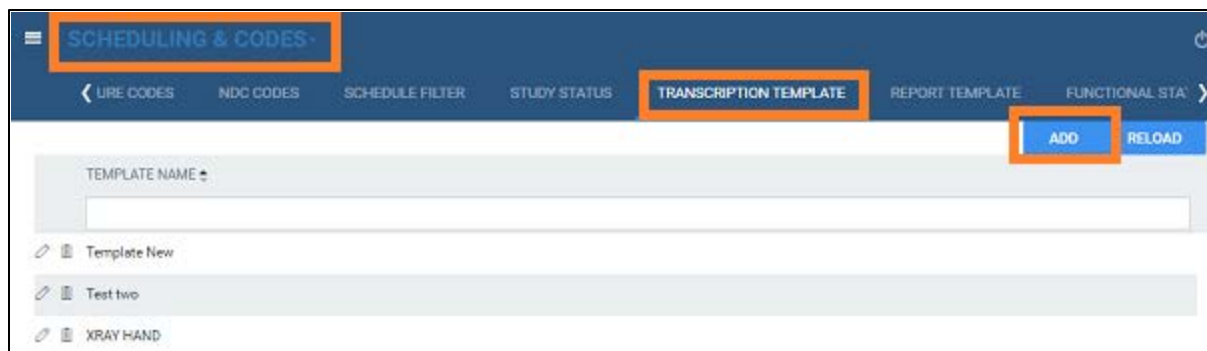 SCHEDULING & CODES
URE CODES NDC CODES SCHEDULE FILTER STUDY STATUS TRANSCRIPTION TEMPLATE REPORT TEMPLATE FUNCTIONAL STA
ADD RELOAD
TEMPLATE NAME
Template New
Test two
XRAY HAND